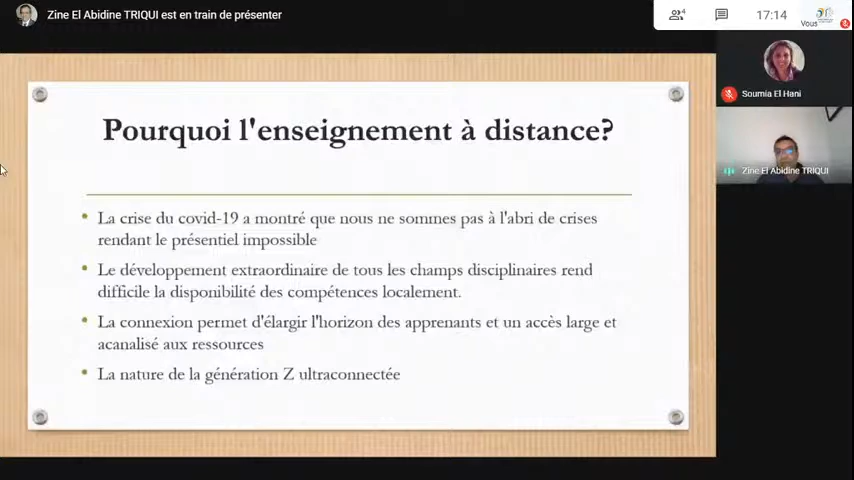 Zine El Abidine TRIQUI est en train de présenter
4
17:14
Vous
Soumia El Hani
Zine El Abidine TRIQUI
Pourquoi l'enseignement à distance?
• La crise du covid-19 a montré que nous ne sommes pas à l'abri de crises
rendant le présentiel impossible
• Le développement extraordinaire de tous les champs disciplinaires rend
difficile la disponibilité des compétences localement.
• La connexion permet d'élargir l'horizon des apprenants et un accès large et
acanalisé aux ressources
• La nature de la génération Z ultraconnectée